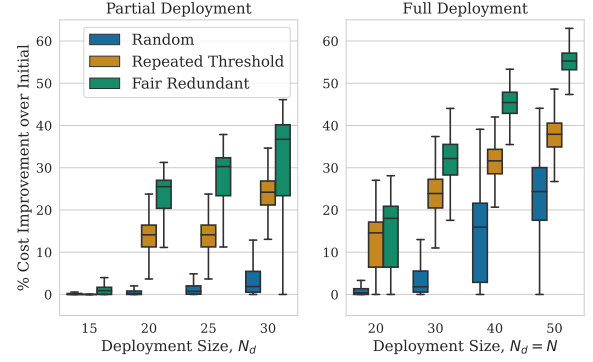 Partial Deployment
Full Deployment
% Cost Improvement over Initial
60
50
40
30
20
10
0
Random
Repeated Threshold
Fair Redundant
15
20
25
30
Deployment Size, N_d
60
50
40
30
20
10
0
20
30
40
50
Deployment Size, N_d = N